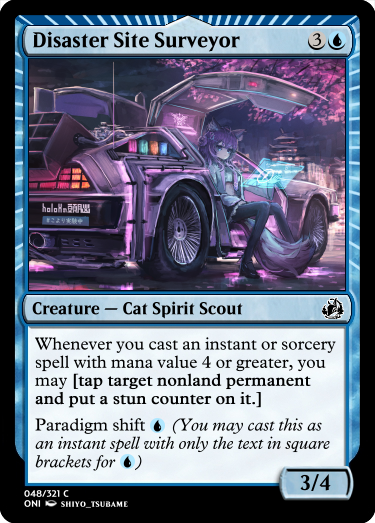 Disaster Site Surveyor 3
holoHn
Creature — Cat Spirit Scout
Whenever you cast an instant or sorcery
spell with mana value 4 or greater, you
may [tap target nonland permanent
and put a stun counter on it.]
Paradigm shift (You may cast this as
an instant spell with only the text in square
brackets for )
3/4
048/321 C
ONI SHIYO_TSUBAME